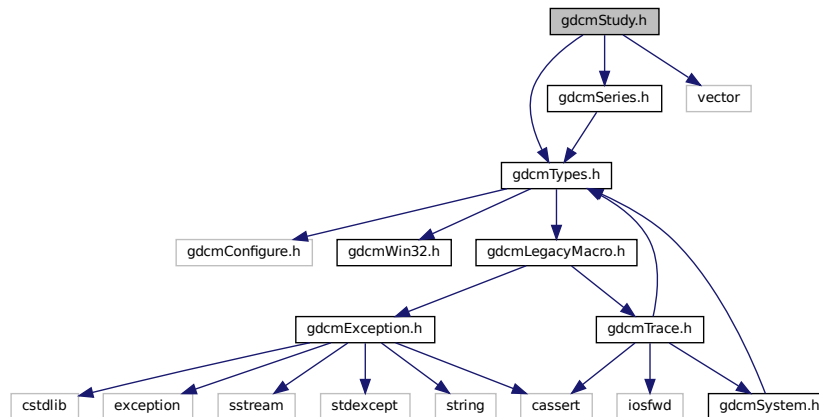 gdcmStudy.h
gdcmSeries.h
vector
gdcmTypes.h
gdcmConfigure.h
gdcmWin32.h
gdcmLegacyMacro.h
gdcmException.h
gdcmTrace.h
cstdlib
exception
sstream
stdexcept
string
cassert
iosfwd
gdcmSystem.h